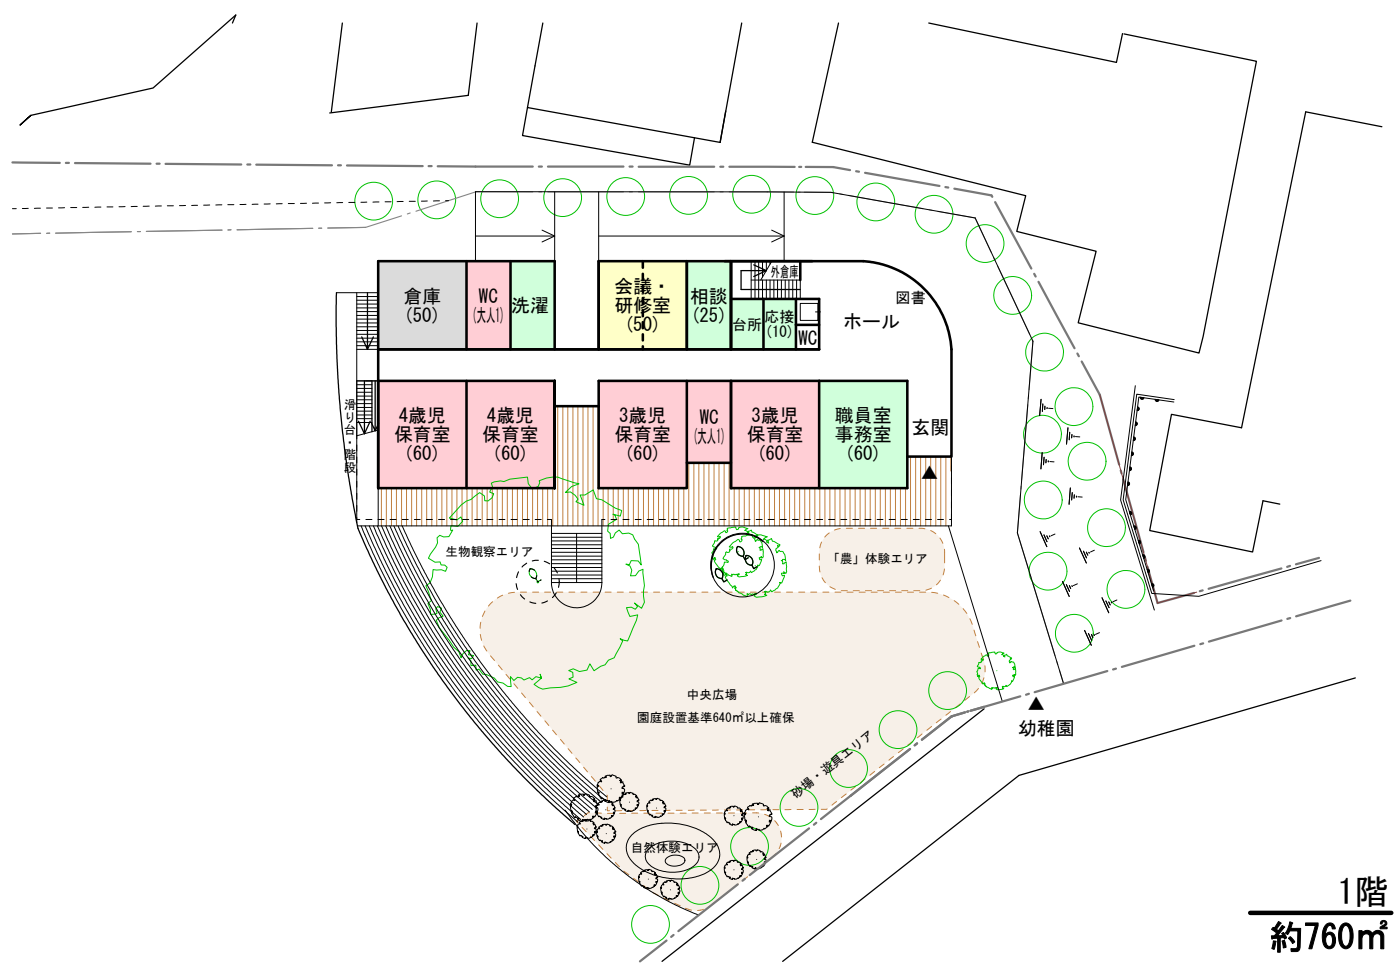 倉庫
(50)
WC
(大人1)
洗濯
会議・
研修室
(50)
相談
(25)
外倉庫
台所
応接
(10)
WC
図書
ホール
滑り台・階段
4歳児
保育室
(60)
4歳児
保育室
(60)
3歳児
保育室
(60)
WC
(大人1)
3歳児
保育室
(60)
職員室
事務室
(60)
玄関
生物観察エリア
「農」体験エリア
中央広場
園庭設置基準640㎡以上確保
幼稚園
砂場・遊具エリア
自然体験エリア
1階
約760㎡